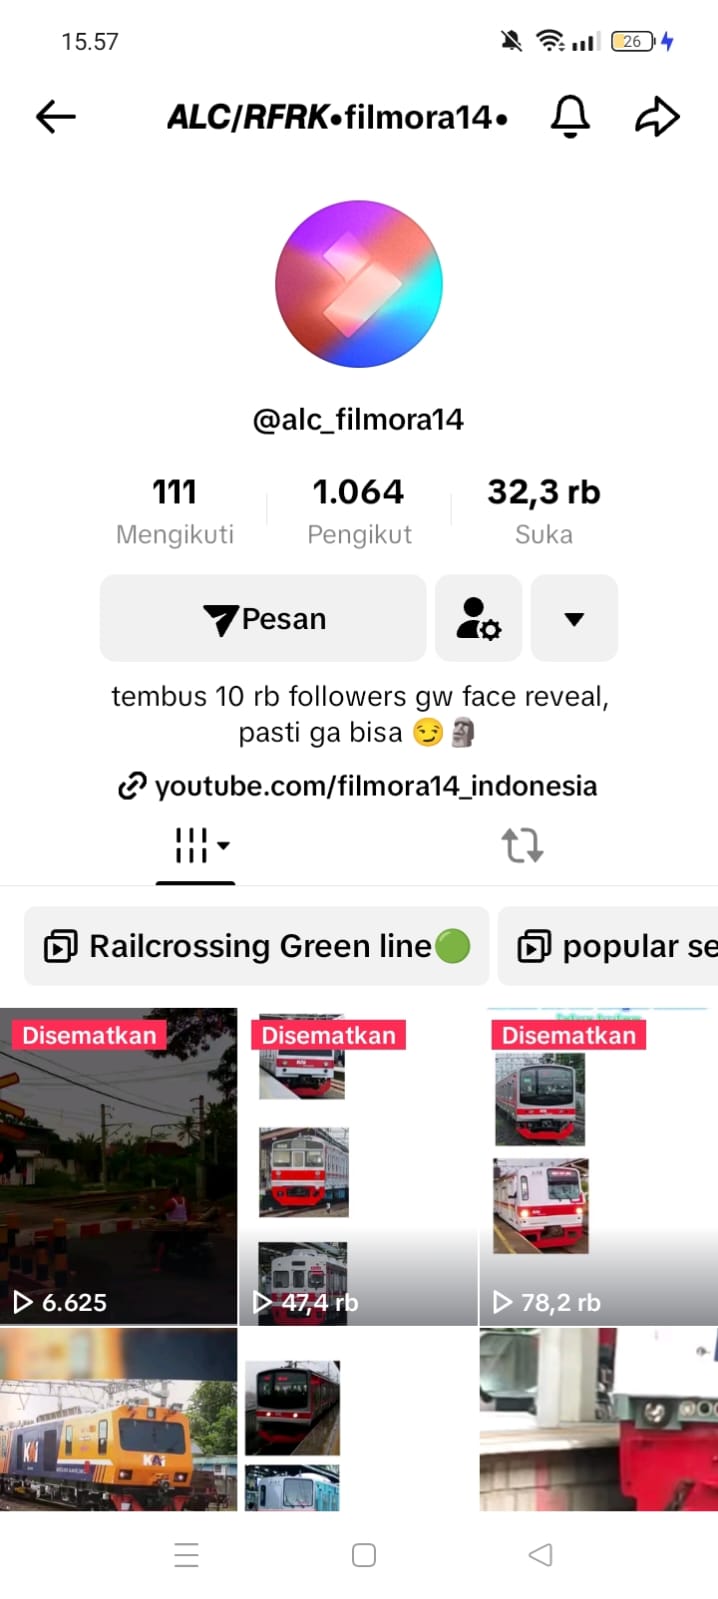 15.57
26
ALC/RFRK•filmora14•
@alc_filmora14
111
1.064
32,3 rb
Mengikuti
Pengikut
Suka
Pesan
tembus 10 rb followers gw face reveal,
pasti ga bisa 😏🗿
youtube.com/filmora14_indonesia
Railcrossing Green line🟢
popular se
Disematkan
Disematkan
Disematkan
6.625
47,4 rb
78,2 rb
KAI
KAI